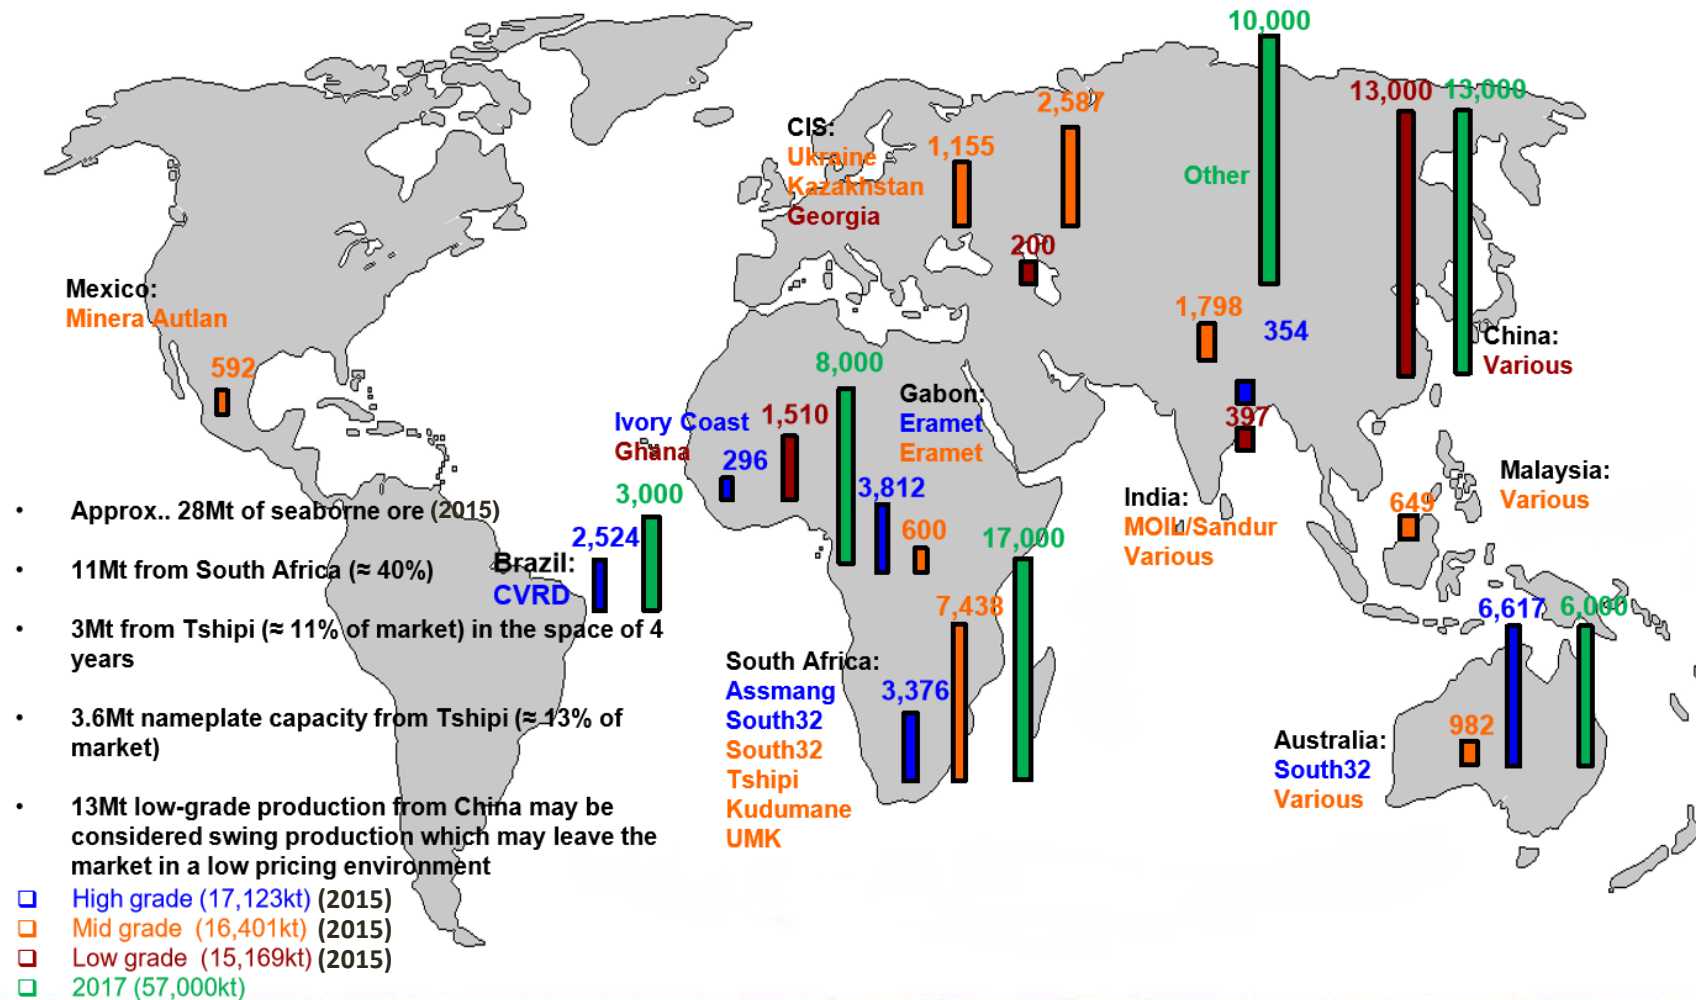 10,000
13,000
13,000
2,587
CIS:
Ukraine
Kazakhstan
Georgia
1,155
Other
200
Mexico:
Minera Autlan
592
1,798
354
China:
Various
8,000
Gabon:
Eramet
Eramet
Ivory Coast
Ghana
1,510
397
296
3,812
3,000
600
17,000
India:
MOIL/Sandur
Various
Malaysia:
Various
649
2,524
Brazil:
CVRD
7,438
6,617
6,000
South Africa:
Assmang
South32
South32
Tshipi
Kudumane
UMK
3,376
982
Australia:
South32
Various
• Approx.. 28Mt of seaborne ore (2015)
• 11Mt from South Africa (≈ 40%)
• 3Mt from Tshipi (≈ 11% of market) in the space of 4
years
• 3.6Mt nameplate capacity from Tshipi (≈ 13% of
market)
• 13Mt low-grade production from China may be
considered swing production which may leave the
market in a low pricing environment
❑ High grade (17,123kt) (2015)
❑ Mid grade (16,401kt) (2015)
❑ Low grade (15,169kt) (2015)
❑ 2017 (57,000kt)